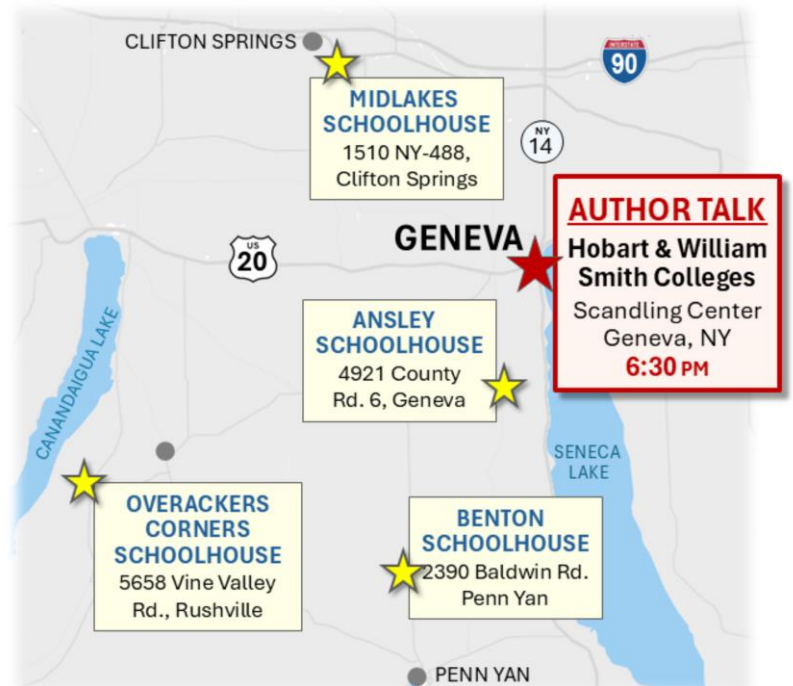 CLIFTON SPRINGS
INTERSTATE
90
MIDLAKES
SCHOOLHOUSE
1510 NY-488,
Clifton Springs
NY
14
AUTHOR TALK
Hobart & William
Smith Colleges
Scandling Center
Geneva, NY
6:30 PM
GENEVA
US
20
ANSLEY
SCHOOLHOUSE
4921 County
Rd. 6, Geneva
CANANDAIGUA LAKE
SENECA
LAKE
OVERACKERS
CORNERS
SCHOOLHOUSE
5658 Vine Valley
Rd., Rushville
BENTON
SCHOOLHOUSE
2390 Baldwin Rd.
Penn Yan
PENN YAN